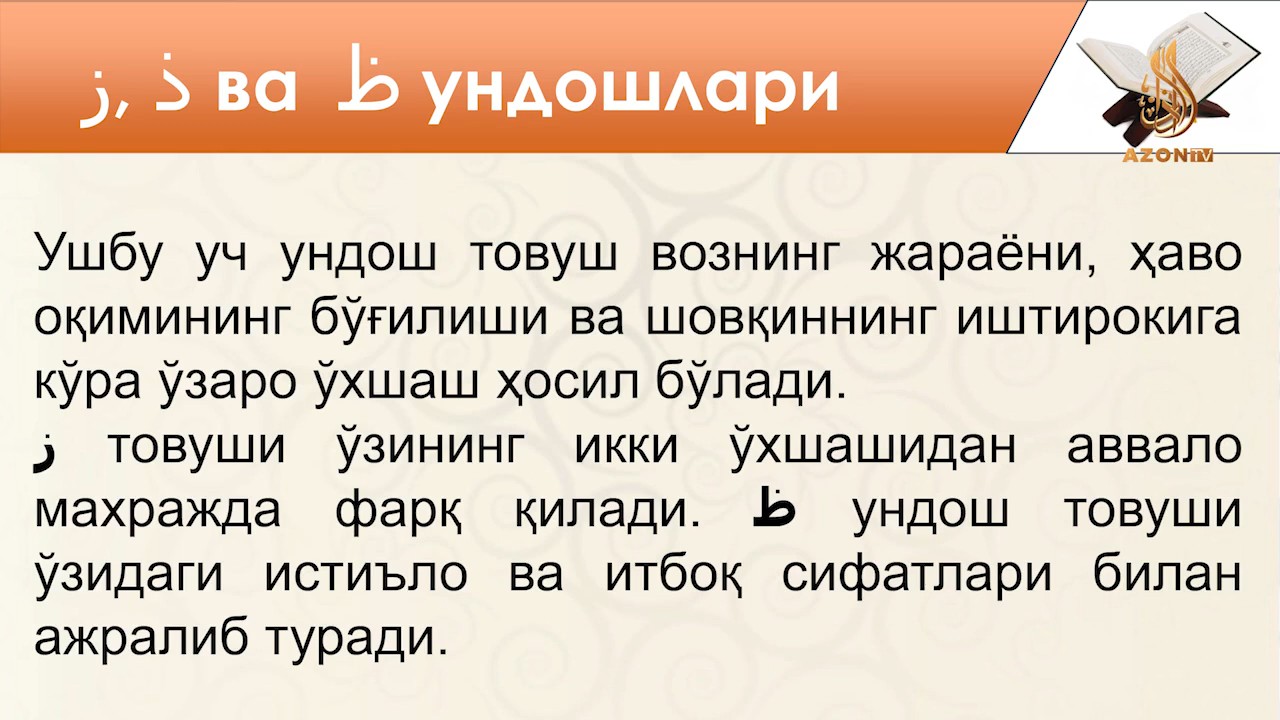 ز, ذ ва ظ ундошлари
AZON TV
Ушбу уч ундош товуш вознинг жараёни, ҳаво
оқимининг бўғилиши ва шовқиннинг иштирокига
кўра ўзаро ўхшаш ҳосил бўлади.
ز товуши ўзининг икки ўхшашидан аввало
махражда фарқ қилади. ظ ундош товуши
ўзидаги истиъло ва итбоқ сифатлари билан
ажралиб туради.